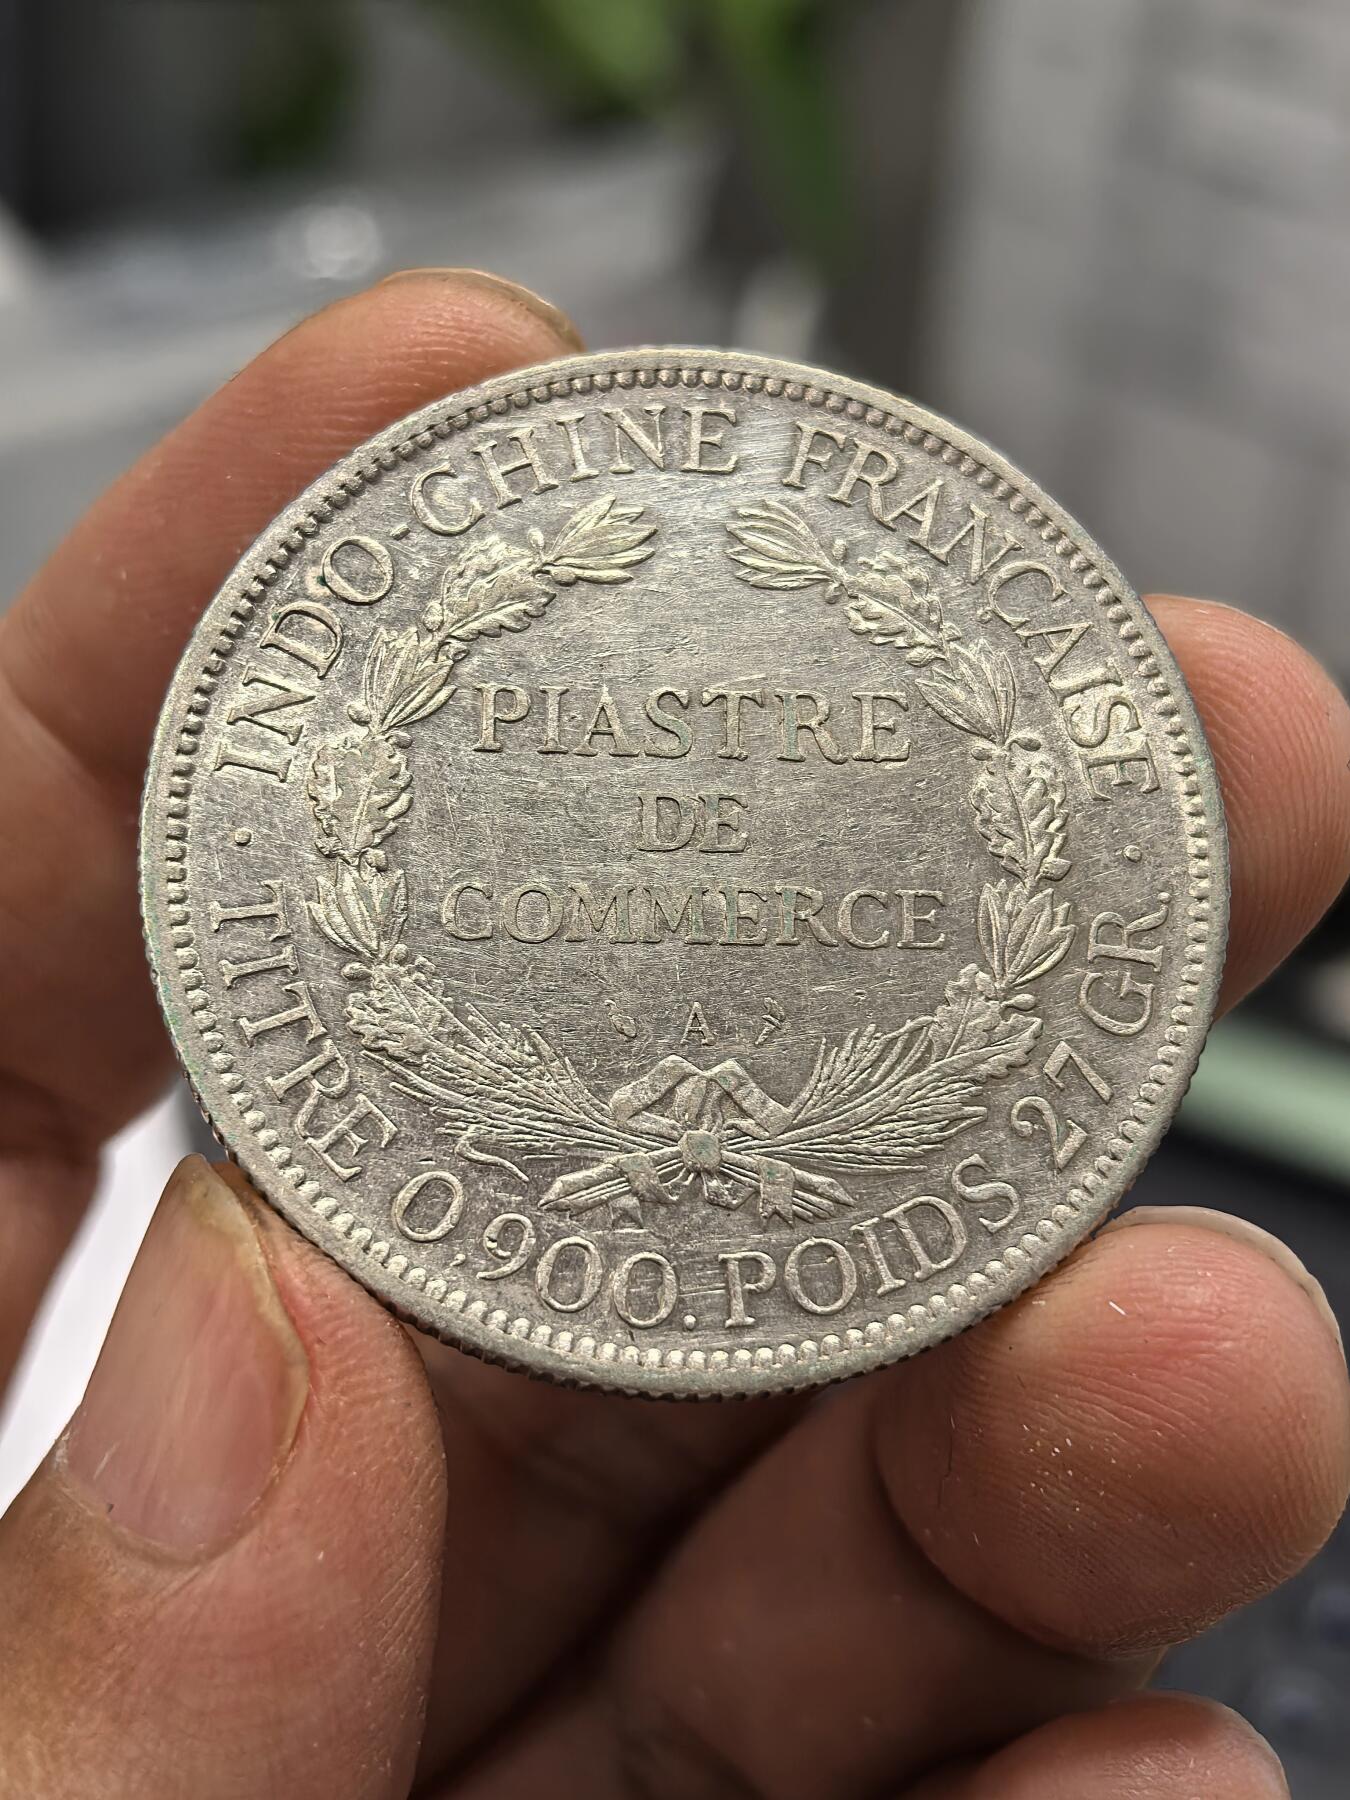 INDO-CHINE FRANÇAISE
PIASTRE
DE
COMMERCE
A
TITRE 0,900. POIDS 27 GR.